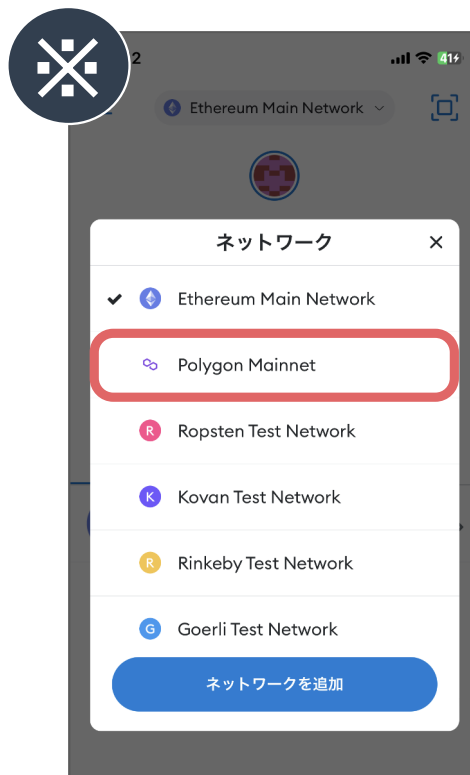 ※
2
41
Ethereum Main Network
ネットワーク
Ethereum Main Network
Polygon Mainnet
R
Ropsten Test Network
K
Kovan Test Network
R
Rinkeby Test Network
G
Goerli Test Network
ネットワークを追加